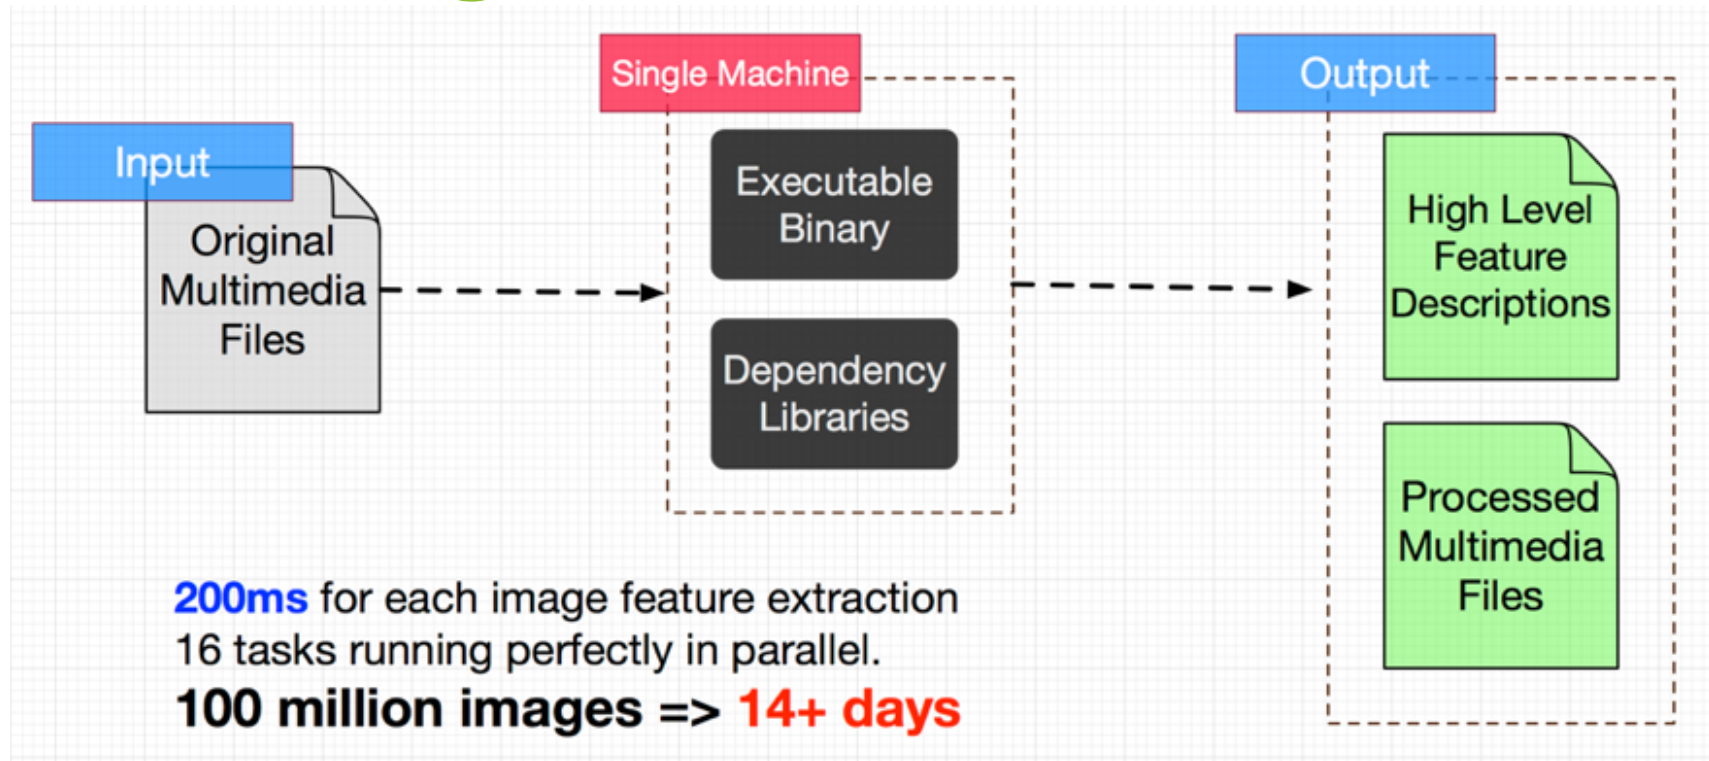 Input
Original
Multimedia
Files
Single Machine
Executable
Binary
Dependency
Libraries
Output
High Level
Feature
Descriptions
Processed
Multimedia
Files
200ms for each image feature extraction
16 tasks running perfectly in parallel.
100 million images => 14+ days